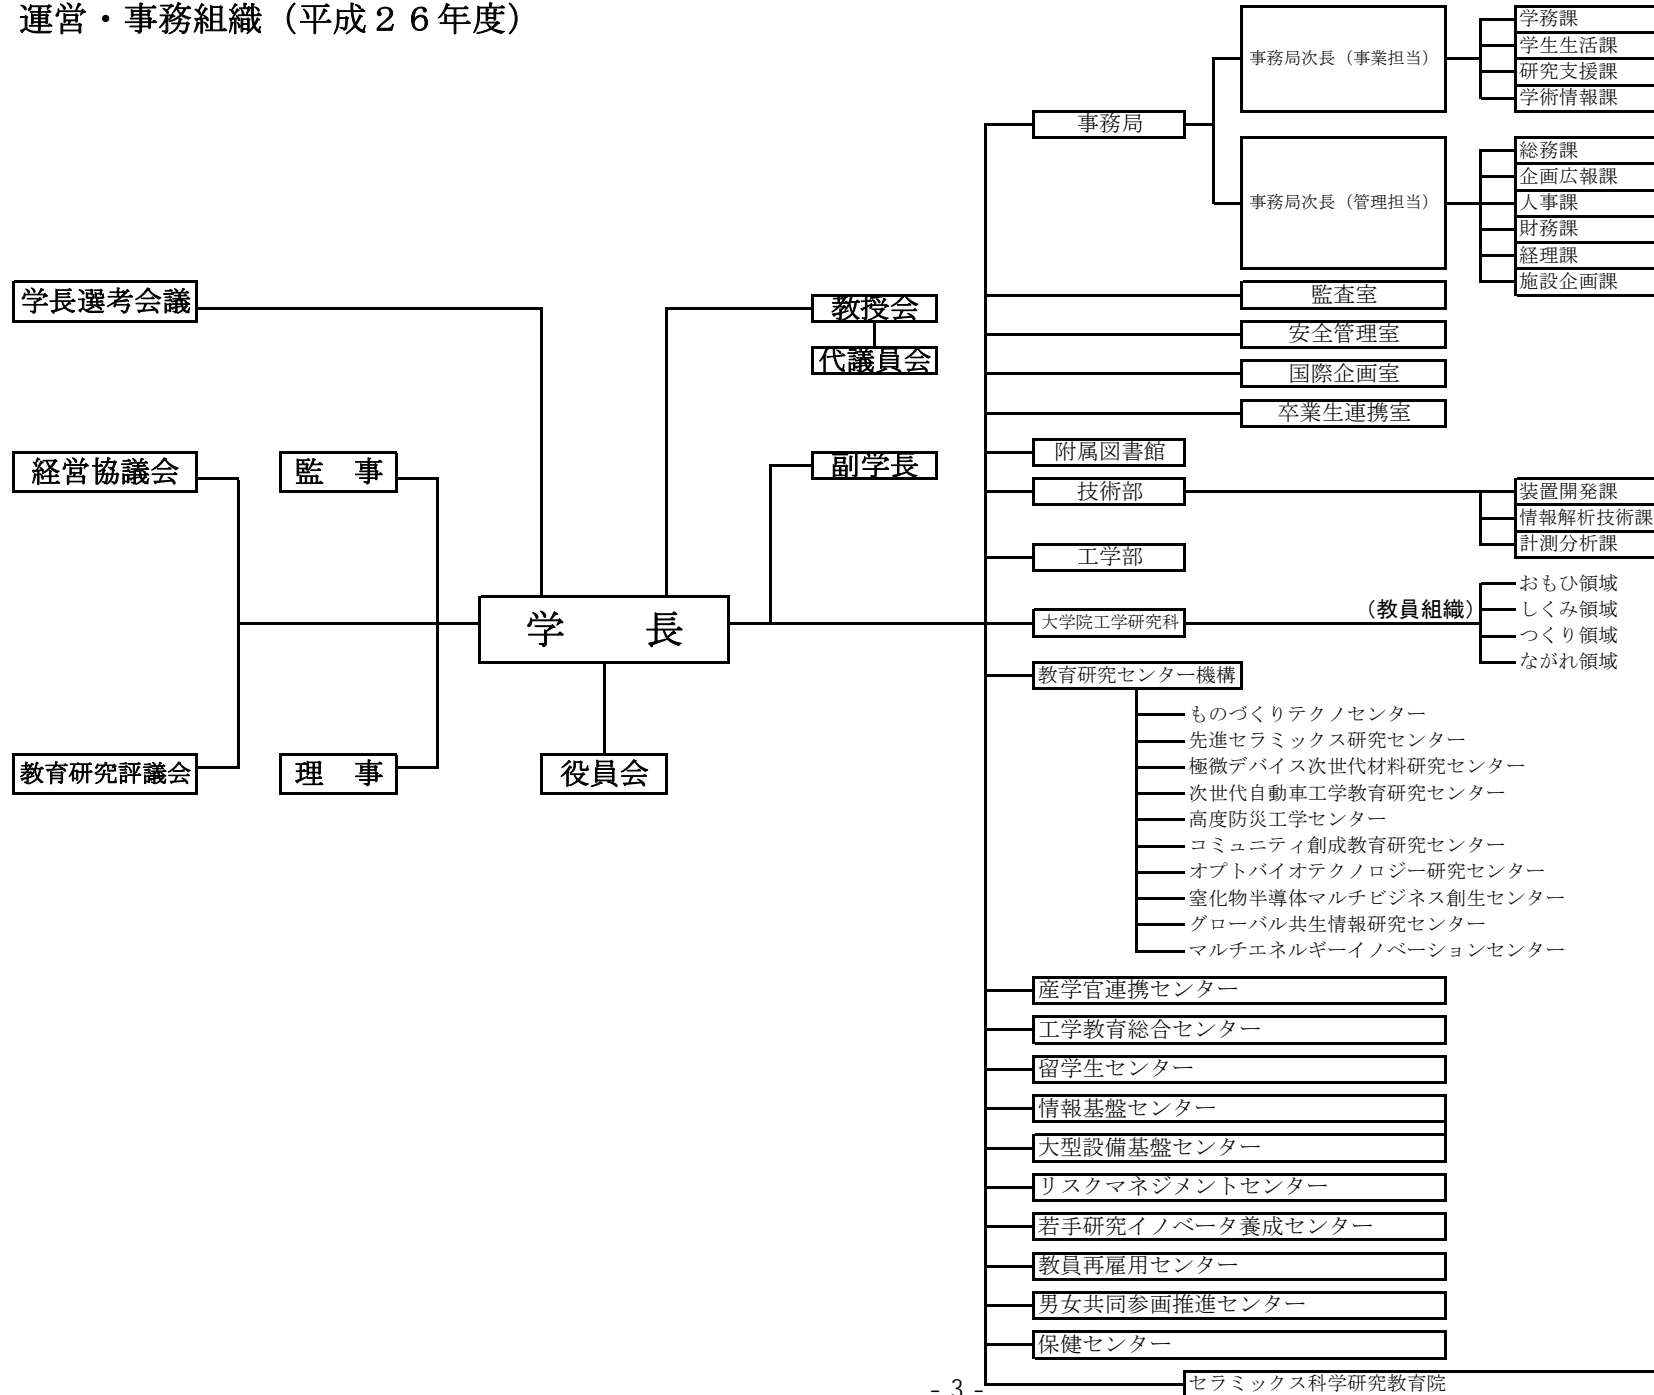 運営・事務組織（平成２６年度）
学長選考会議
経営協議会
教育研究評議会
監　事
理　事
学　　長
役員会
教授会
代議員会
副学長
事務局
事務局次長（事業担当）
学務課
学生生活課
研究支援課
学術情報課
事務局次長（管理担当）
総務課
企画広報課
人事課
財務課
経理課
施設企画課
監査室
安全管理室
国際企画室
卒業生連携室
附属図書館
技術部
装置開発課
情報解析技術課
計測分析課
工学部
大学院工学研究科
（教員組織）
おもひ領域
しくみ領域
つくり領域
ながれ領域
教育研究センター機構
ものづくりテクノセンター
先進セラミックス研究センター
極微デバイス次世代材料研究センター
次世代自動車工学教育研究センター
高度防災工学センター
コミュニティ創成教育研究センター
オプトバイオテクノロジー研究センター
窒化物半導体マルチビジネス創生センター
グローバル共生情報研究センター
マルチエネルギーイノベーションセンター
産学官連携センター
工学教育総合センター
留学生センター
情報基盤センター
大型設備基盤センター
リスクマネジメントセンター
若手研究イノベータ養成センター
教員再雇用センター
男女共同参画推進センター
保健センター
セラミックス科学研究教育院
- 3 -